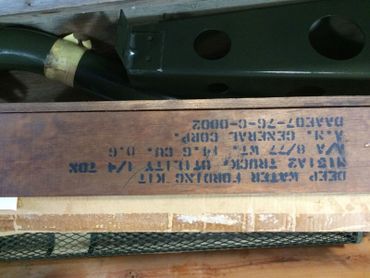 DEEP WATER FORDING KIT
M151A2 TRUCK, UTILITY 1/4 TON
A/A 8/77 WT. 14.6 CU. 0.6
A.M. GENERAL CORP.
DAAE07-76-C-0002